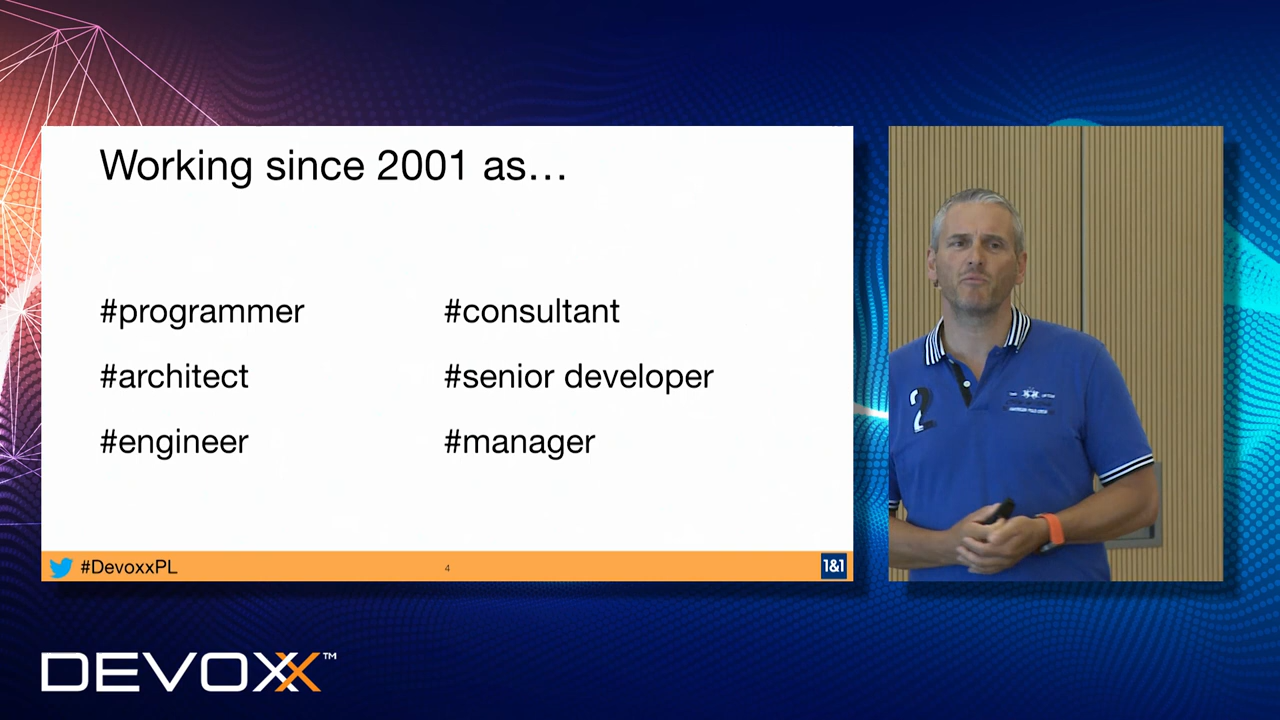 Working since 2001 as...
#programmer
#consultant
#architect
#senior developer
#engineer
#manager
#DevoxxPL
4
1&1
2
DEVOXX™